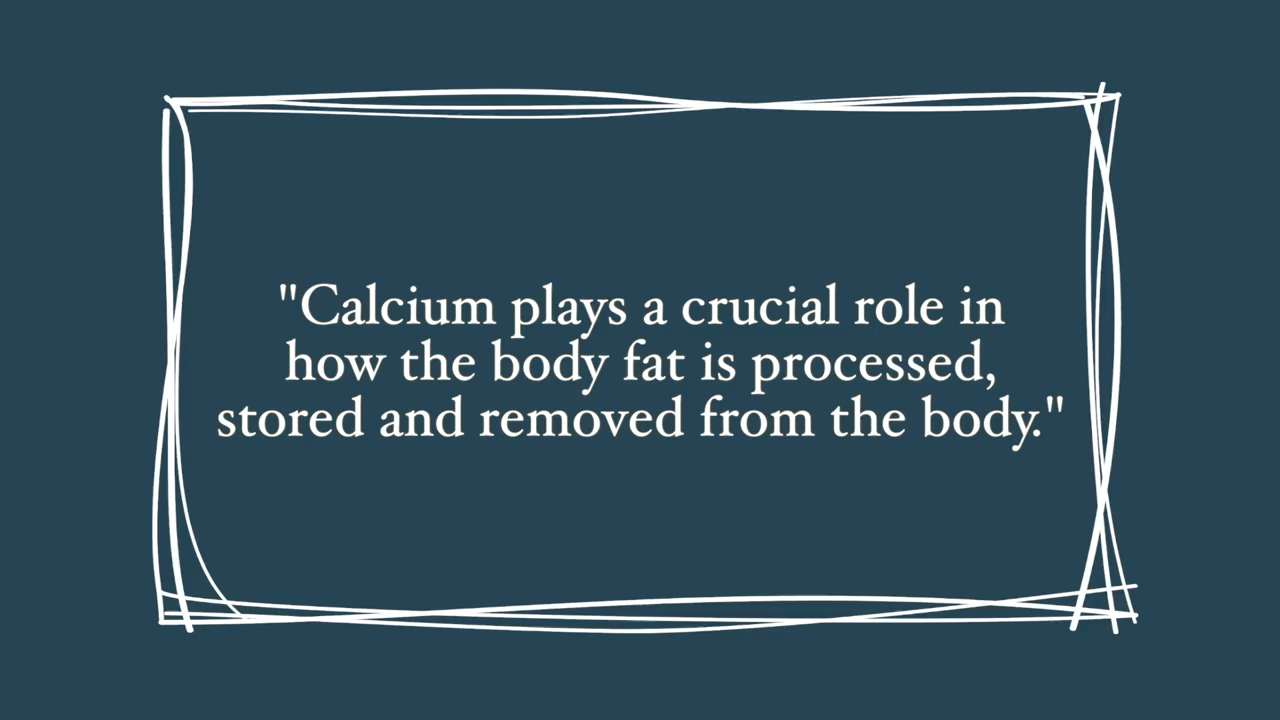 "Calcium plays a crucial role in
how the body fat is processed,
stored and removed from the body."